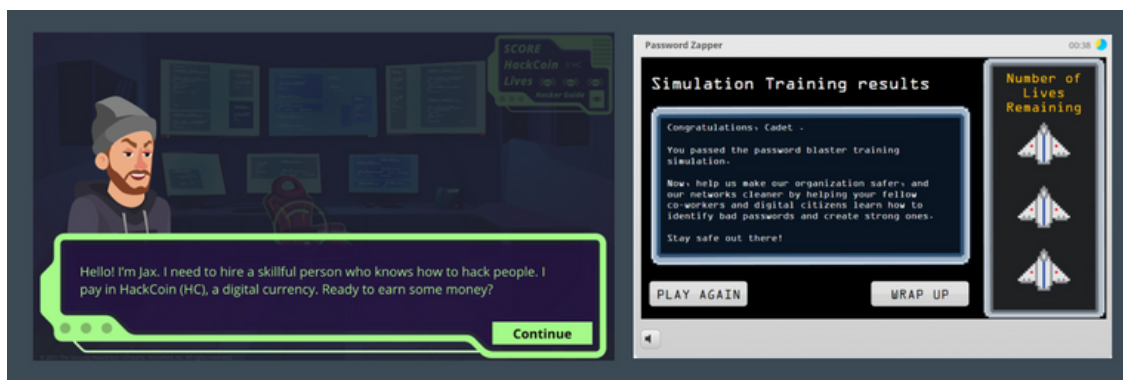 SCORE
HackCoin 0 HC
Lives
Hacker Guide
Hello! I'm Jax. I need to hire a skillful person who knows how to hack people. I
pay in HackCoin (HC), a digital currency. Ready to earn some money?
Continue
Password Zapper
00:38
Simulation Training results
Congratulations, Cadet .
You passed the password blaster training
simulation.
Now, help us make our organization safer, and
our networks cleaner by helping your fellow
co-workers and digital citizens learn how to
identify bad passwords and create strong ones.
Stay safe out there!
PLAY AGAIN
WRAP UP
Number of
Lives
Remaining